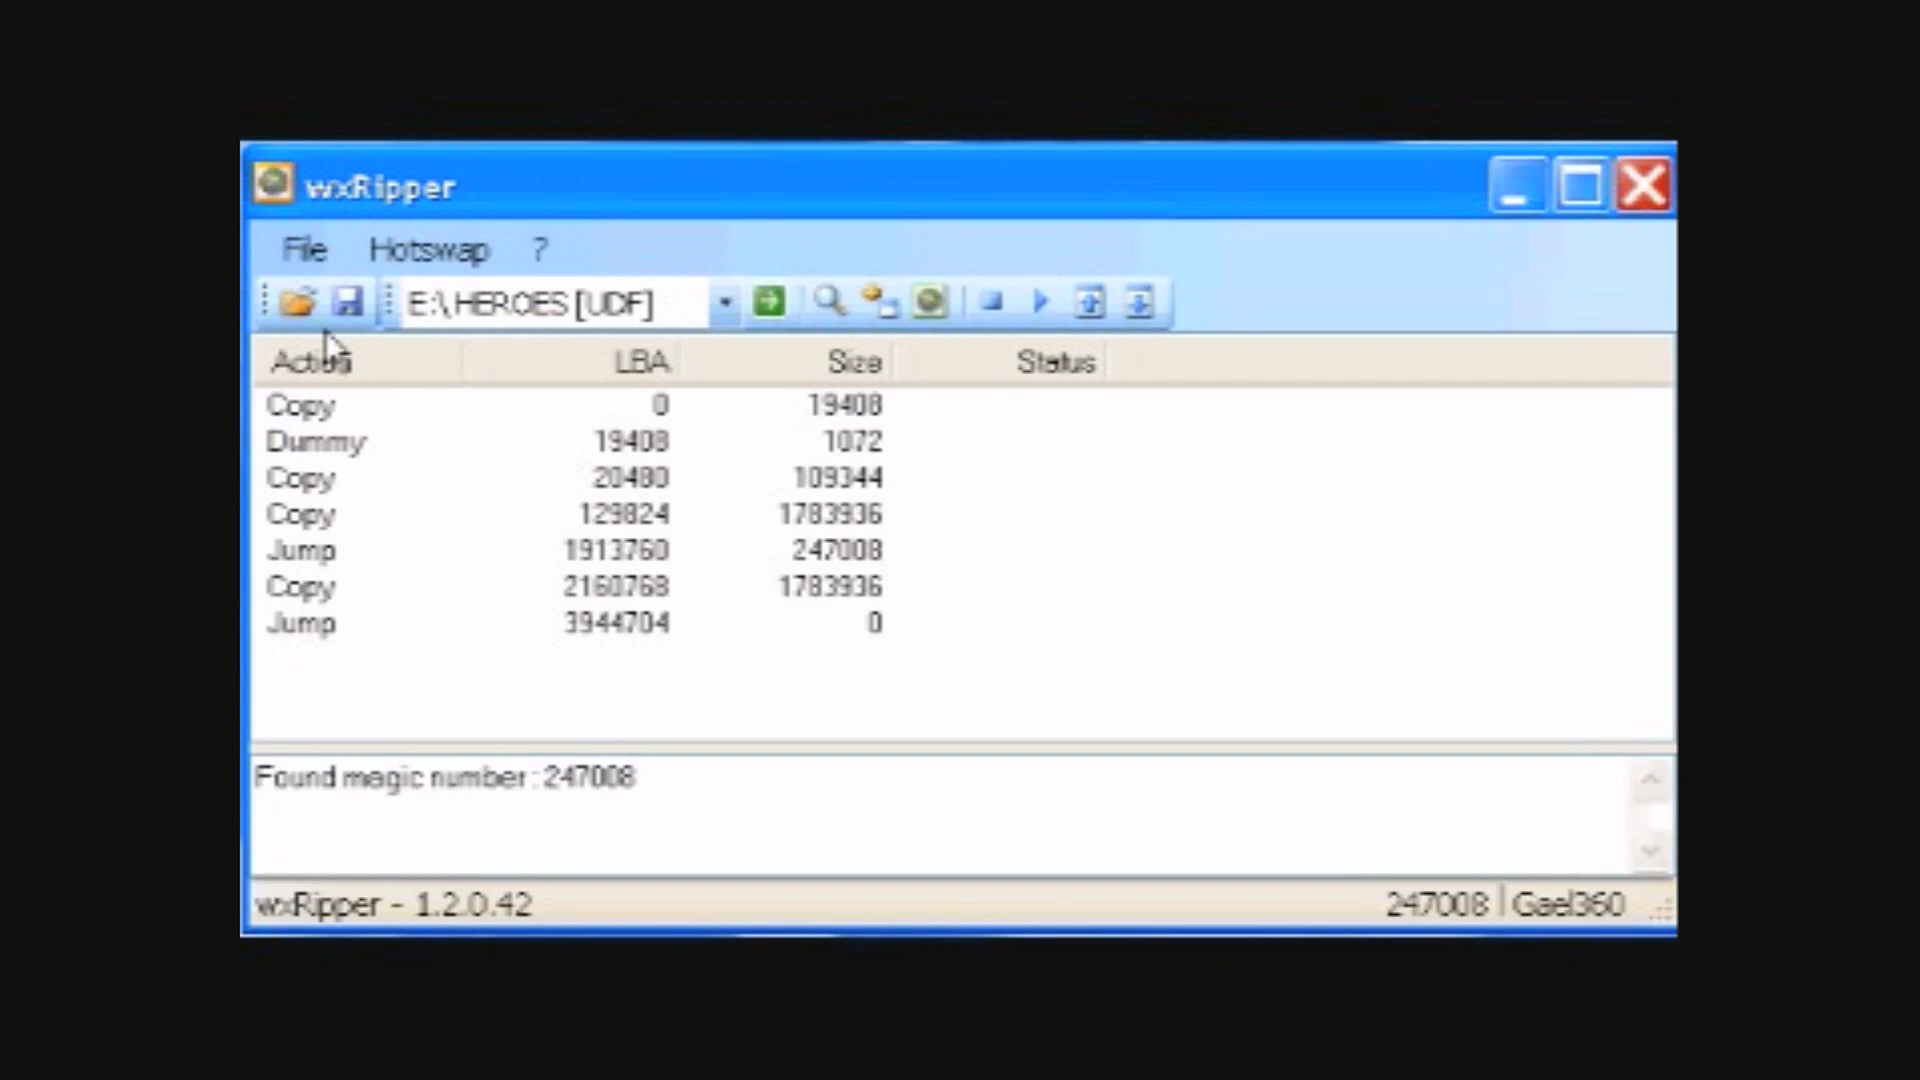 wxRipper
File Hotswap ?
E:\ HEROES [UDF]
Action LBA Size Status
Copy 0 19408
Dummy 19408 1072
Copy 20480 109344
Copy 129824 1783936
Jump 1913760 247008
Copy 2160768 1783936
Jump 3944704 0
Found magic number : 247008
wxRipper - 1.2.0.42 247008 Gael360